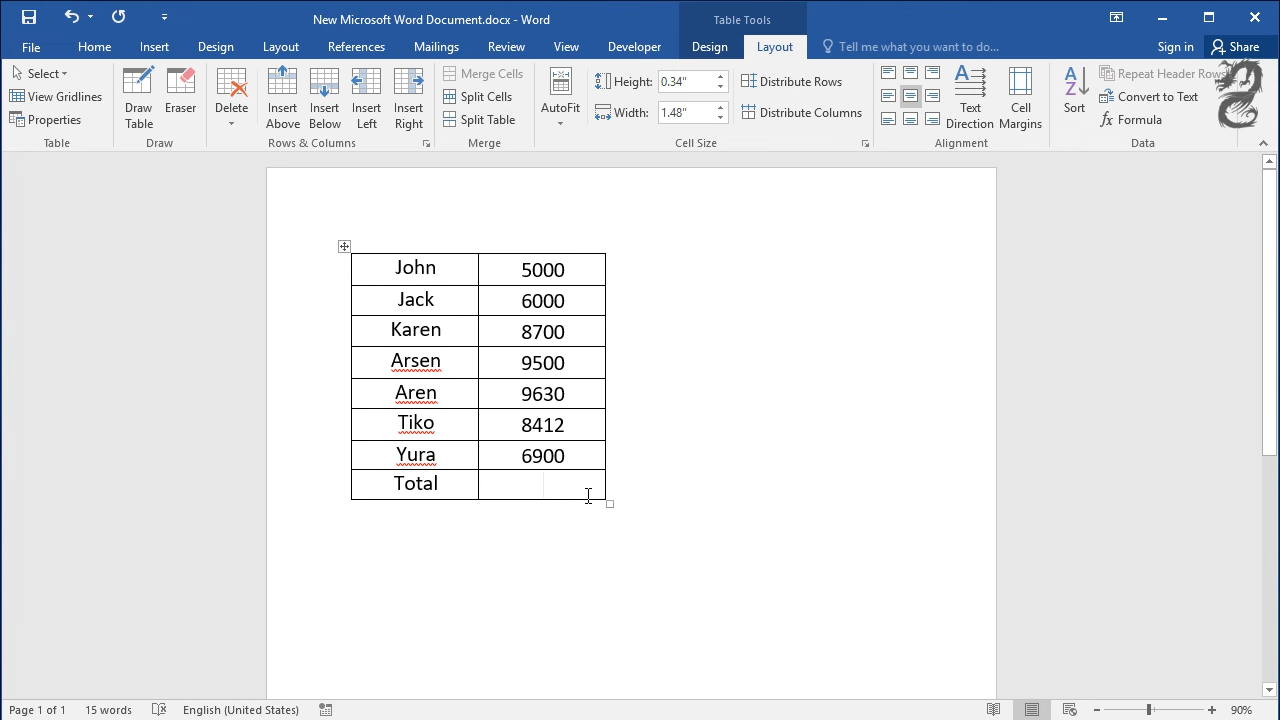 New Microsoft Word Document.docx - Word
Table Tools
File Home Insert Design Layout References Mailings Review View Developer Design Layout Tell me what you want to do... Sign in Share
Select
View Gridlines
Properties
Table
Draw Table
Eraser
Draw
Delete
Insert Above
Insert Below
Insert Left
Insert Right
Rows & Columns
Merge Cells
Split Cells
Split Table
Merge
AutoFit
Height: 0.34"
Width: 1.48"
Distribute Rows
Distribute Columns
Cell Size
Text Direction
Cell Margins
Alignment
Sort
A
Z
Repeat Header Rows
Convert to Text
fx Formula
Data
John 5000
Jack 6000
Karen 8700
Arsen 9500
Aren 9630
Tiko 8412
Yura 6900
Total
Page 1 of 1 15 words English (United States) 90%